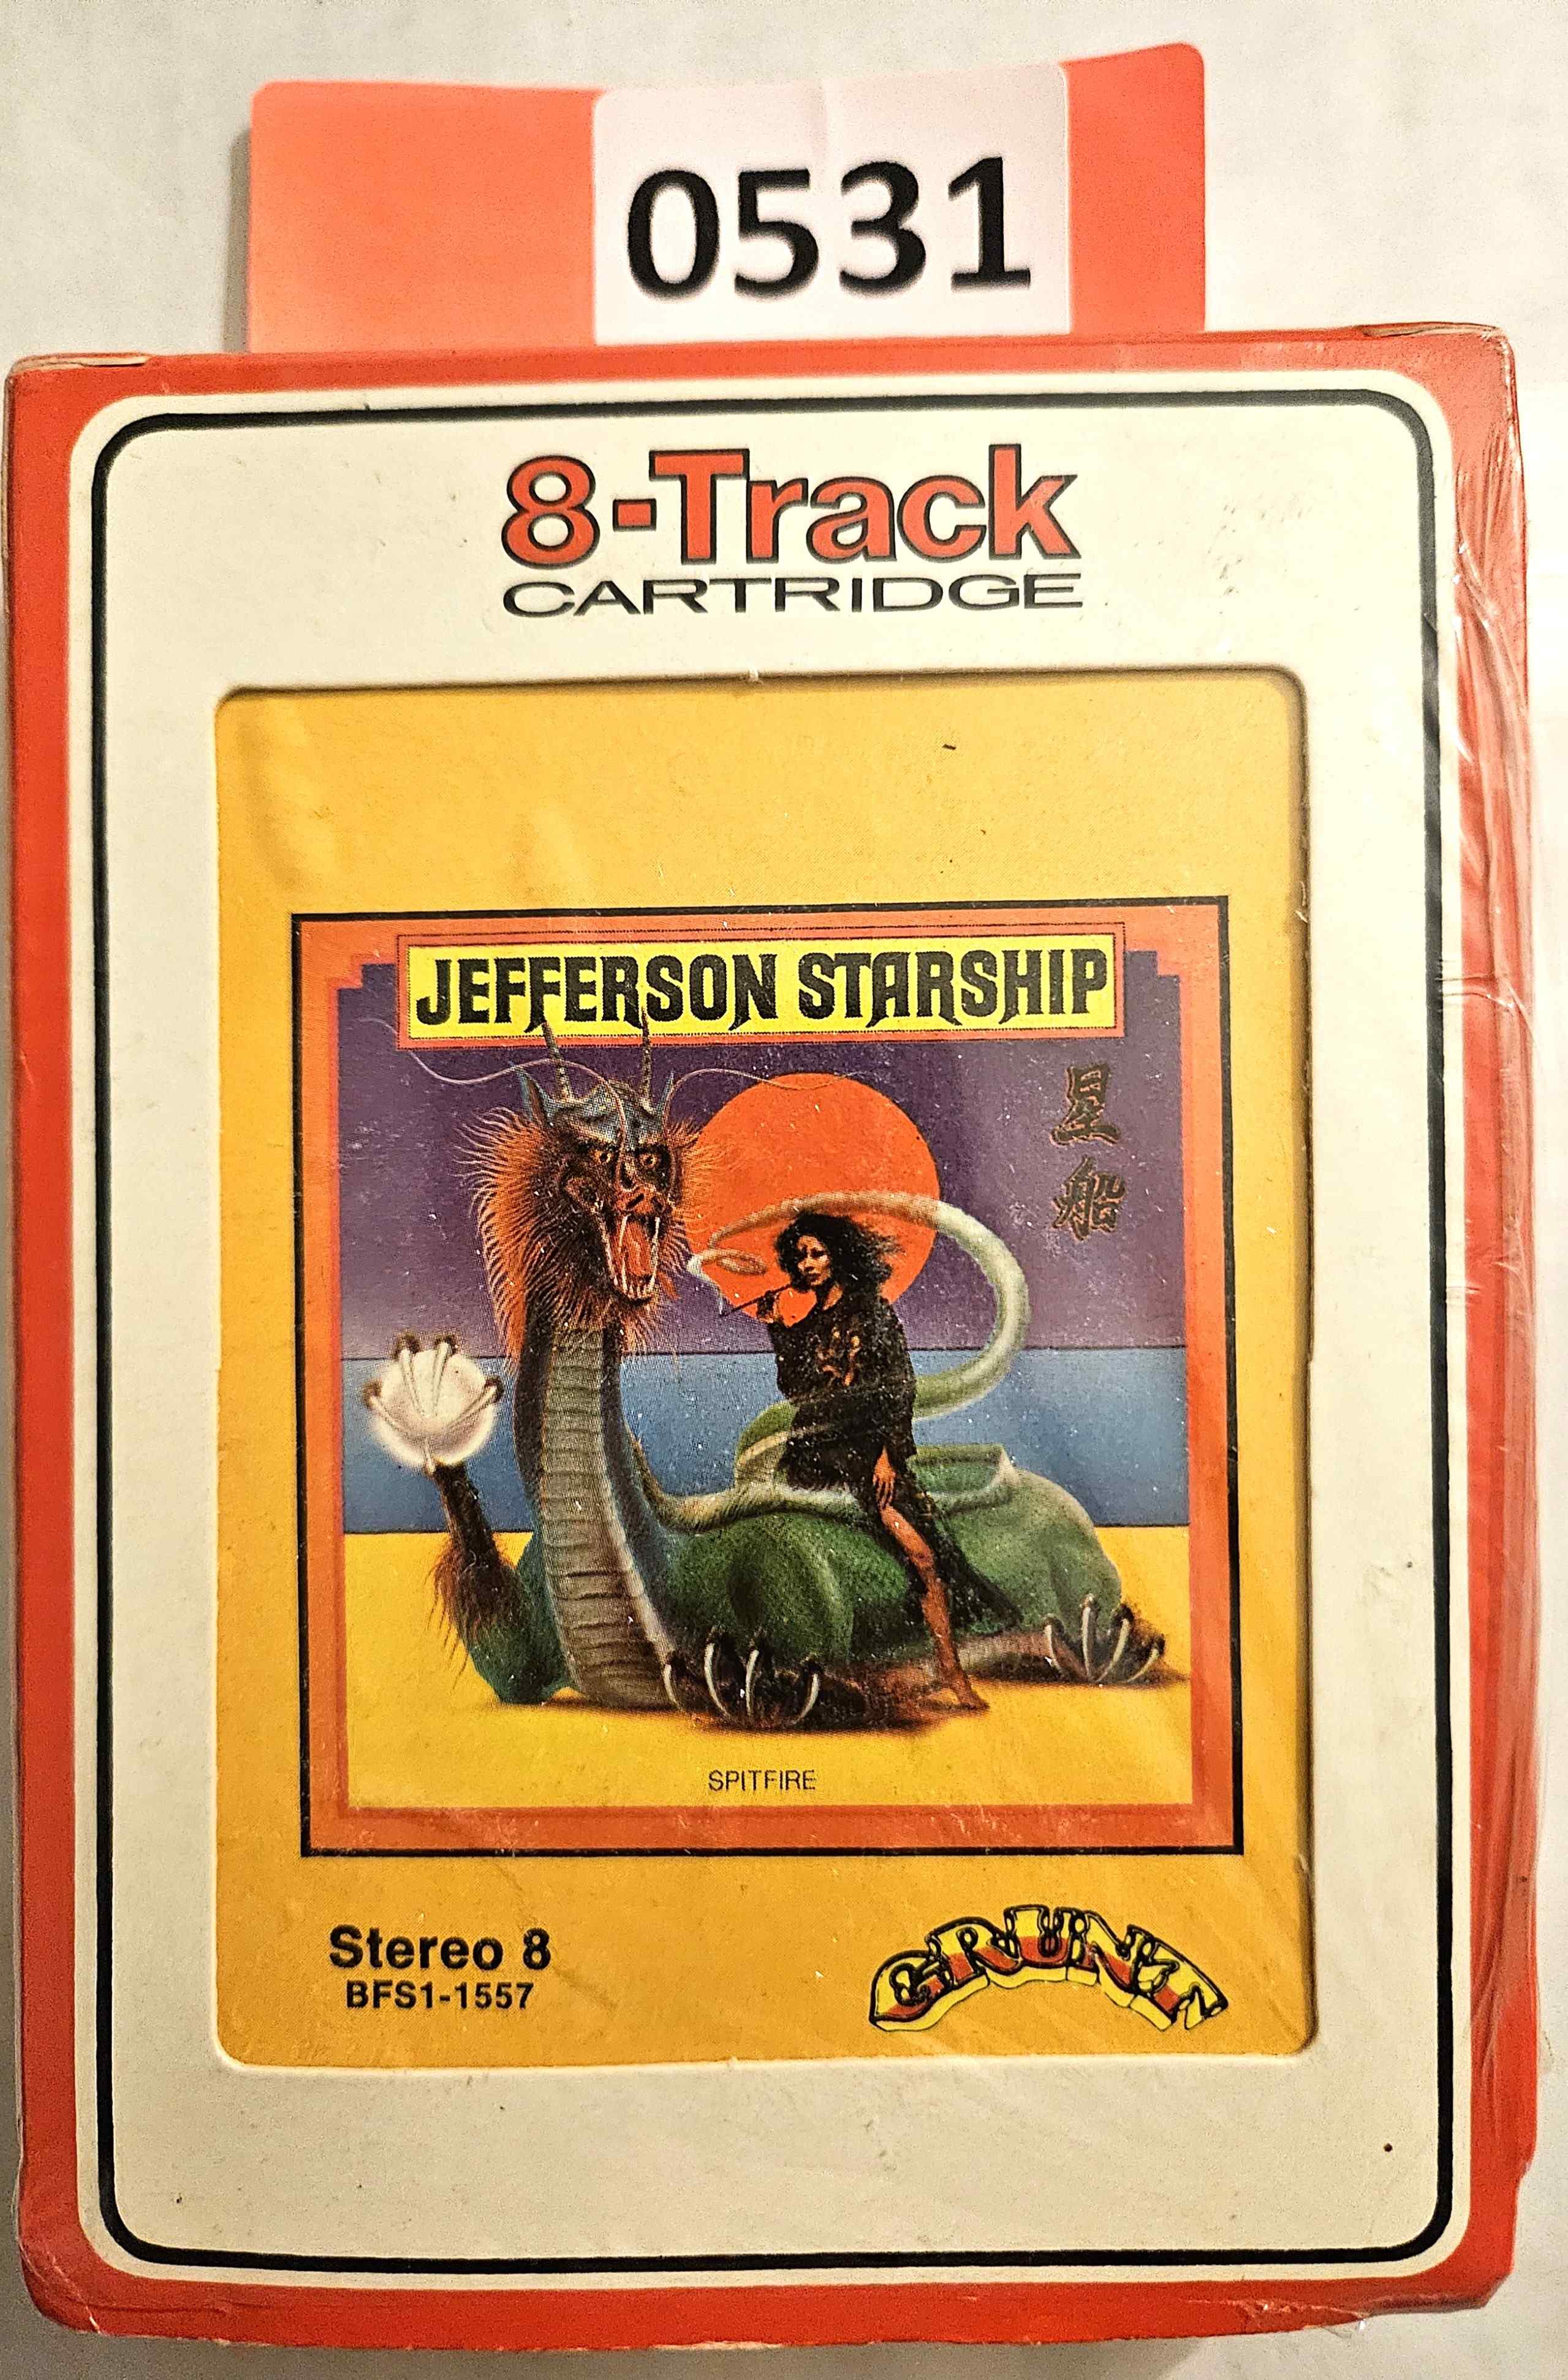 0531
8-Track
CARTRIDGE
JEFFERSON STARSHIP
星
船
SPITFIRE
Stereo 8
BFS1-1557
GRUNT